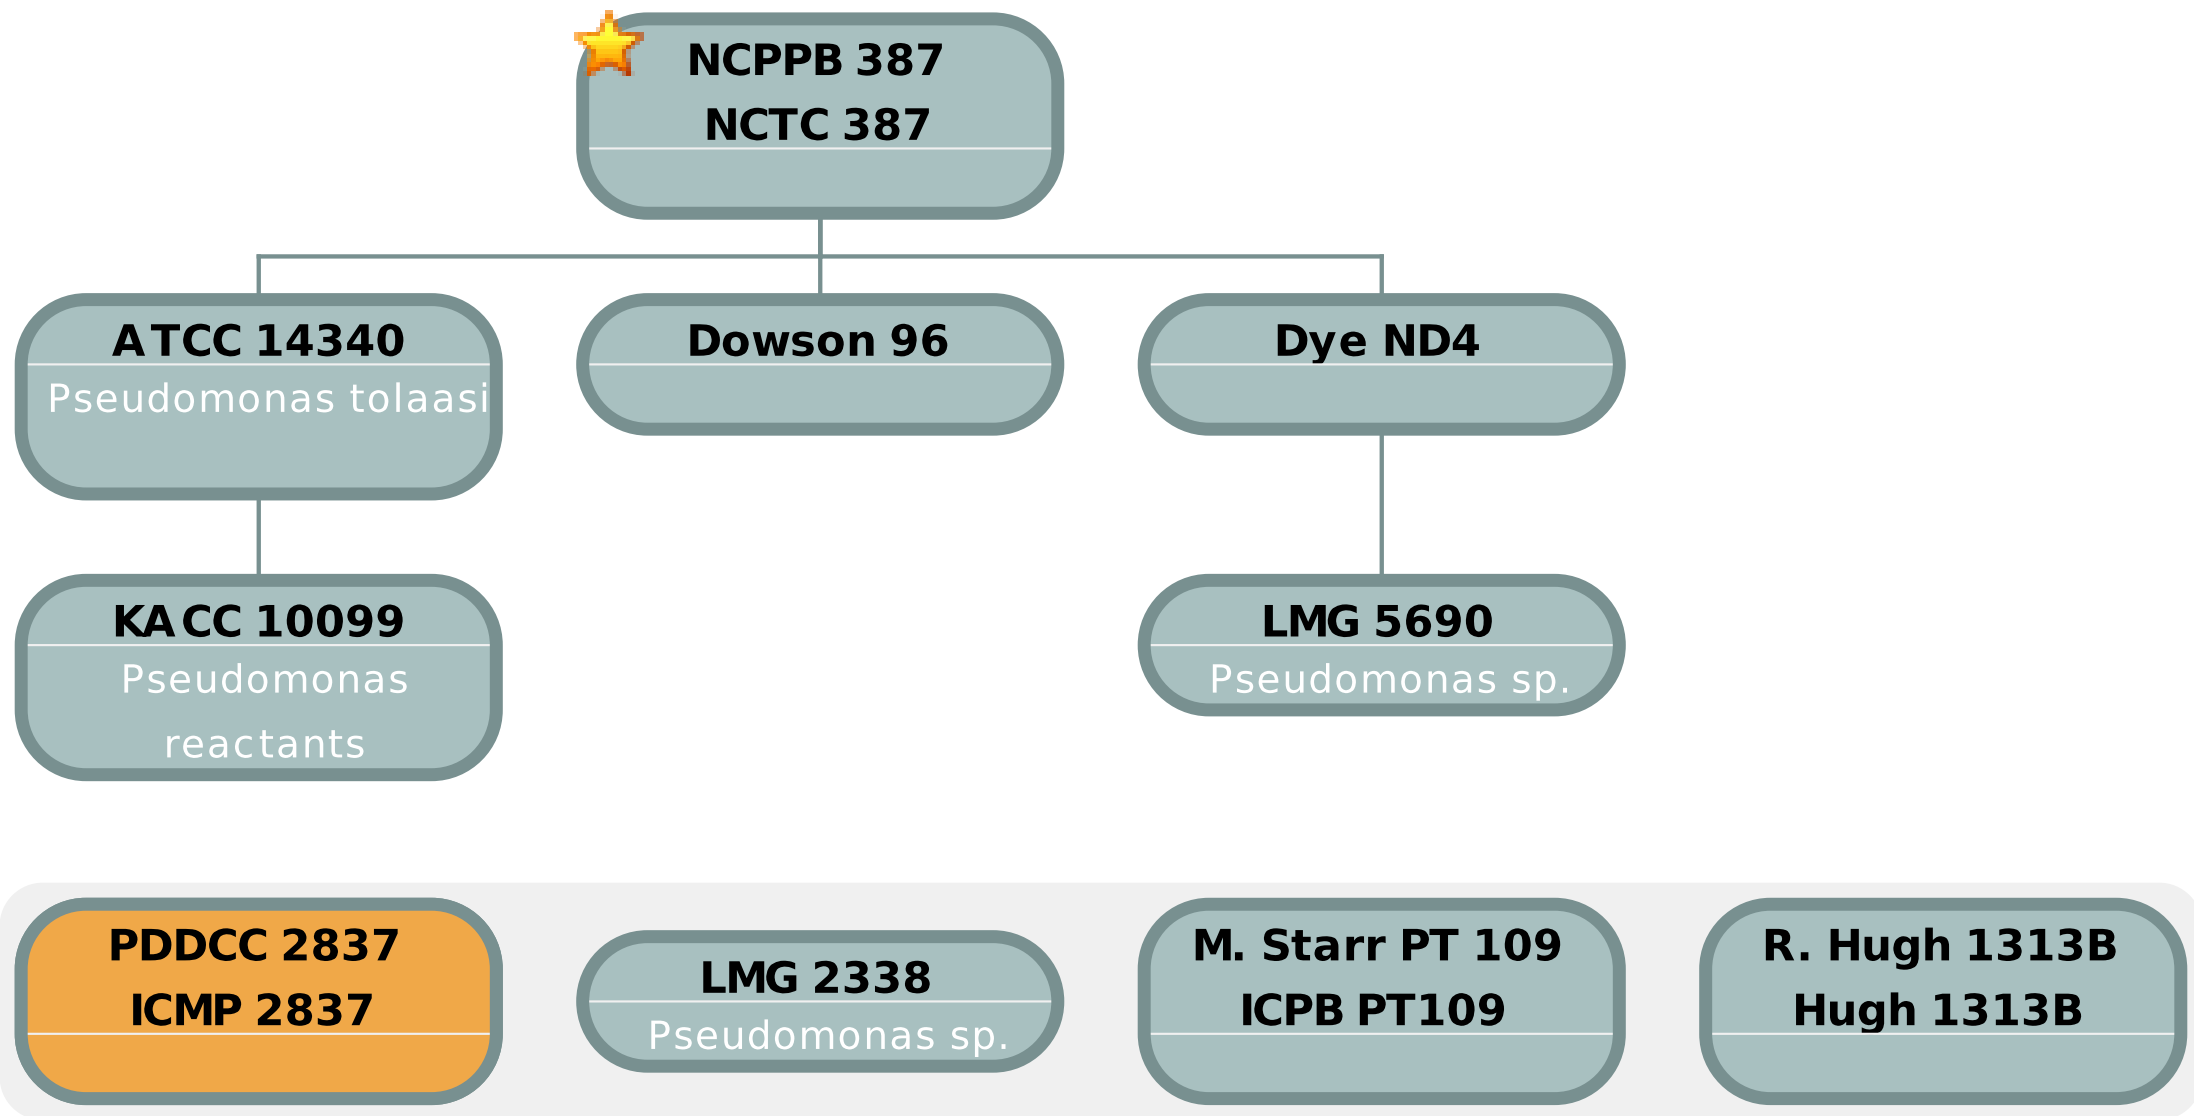 NCPPB 387
NCTC 387
ATCC 14340
Pseudomonas tolaasi
Dowson 96
Dye ND4
KACC 10099
Pseudomonas
reactants
LMG 5690
Pseudomonas sp.
PDDCC 2837
ICMP 2837
LMG 2338
Pseudomonas sp.
M. Starr PT 109
ICPB PT109
R. Hugh 1313B
Hugh 1313B